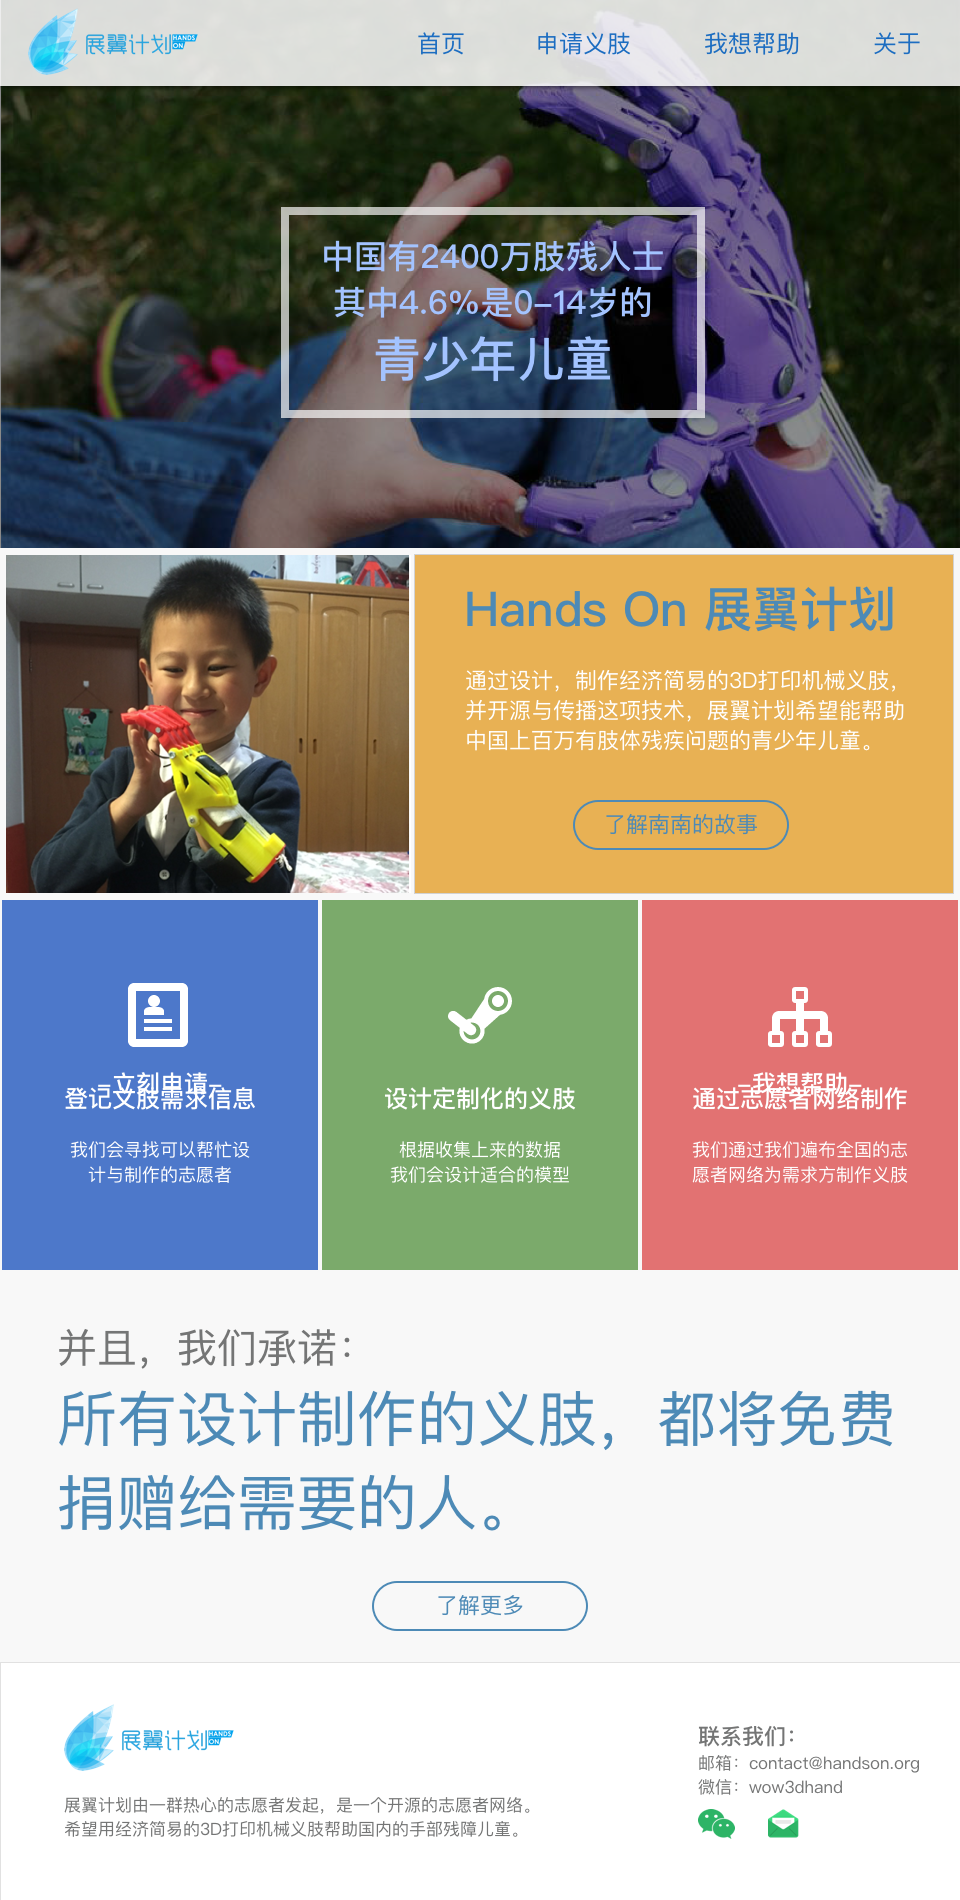 展翼计划 HANDS ON
首页 申请义肢 我想帮助 关于
中国有2400万肢残人士
其中4.6%是0-14岁的
青少年儿童
Hands On 展翼计划
通过设计，制作经济简易的3D打印机械义肢，
并开源与传播这项技术，展翼计划希望能帮助
中国上百万有肢体残疾问题的青少年儿童。
了解南南的故事
–立刻申请–
登记义肢需求信息
我们会寻找可以帮忙设
计与制作的志愿者
设计定制化的义肢
根据收集上来的数据
我们会设计适合的模型
–我想帮助–
通过志愿者网络制作
我们通过我们遍布全国的志
愿者网络为需求方制作义肢
并且，我们承诺：
所有设计制作的义肢，都将免费
捐赠给需要的人。
了解更多
展翼计划 HANDS ON
展翼计划由一群热心的志愿者发起，是一个开源的志愿者网络。
希望用经济简易的3D打印机械义肢帮助国内的手部残障儿童。
联系我们：
邮箱：contact@handson.org
微信：wow3dhand